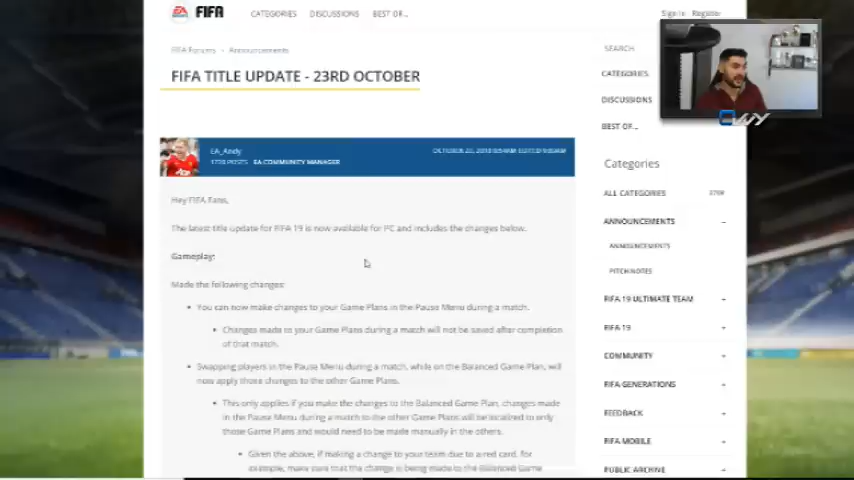 EA SPORTS FIFA CATEGORIES DISCUSSIONS BEST OF... Sign In Register
FIFA Forums › Announcements
FIFA TITLE UPDATE - 23RD OCTOBER
EA_Andy
POSTS EA COMMUNITY MANAGER
Hey FIFA Fans,
The latest title update for FIFA 19 is now available for PC and includes the changes below.
Gameplay:
Made the following changes:
You can now make changes to your Game Plans in the Pause Menu during a match.
Changes made to your Game Plans during a match will not be saved after completion
of that match.
Swapping players in the Pause Menu during a match, while on the Balanced Game Plan, will
now apply those changes to the other Game Plans.
This only applies if you make the changes to the Balanced Game Plan, changes made
in the Pause Menu during a match to the other Game Plans will be localized to only
those Game Plans and would need to be made manually in the others.
Given the above, if making a change to your team due to a red card, for
example, make sure that the change is being made to the Balanced Game
SEARCH
CATEGORIES
DISCUSSIONS
BEST OF...
Categories
ALL CATEGORIES
ANNOUNCEMENTS
ANNOUNCEMENTS
PITCH NOTES
FIFA 19 ULTIMATE TEAM
FIFA 19
COMMUNITY
FIFA GENERATIONS
FEEDBACK
FIFA MOBILE
PUBLIC ARCHIVE